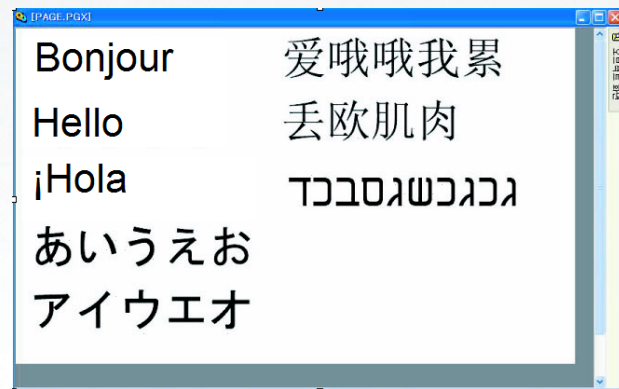 [PAGE.PGX]
Bonjour
Hello
¡Hola
あいうえお
アイウエオ
爱哦哦我累
丢欧肌肉
גכגכשגסבכד